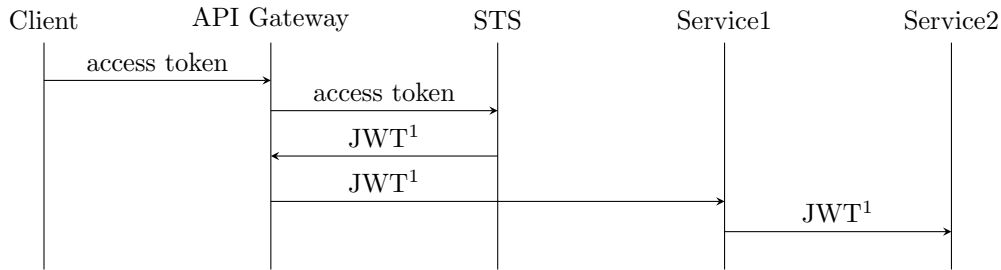 Client API Gateway STS Service1 Service2
access token
access token
JWT¹
JWT¹
JWT¹